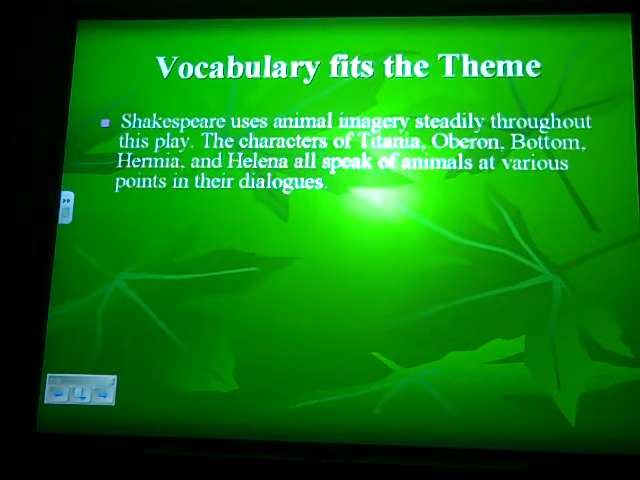 Vocabulary fits the Theme
Shakespeare uses animal imagery steadily throughout
this play. The characters of Titania, Oberon, Bottom,
Hermia, and Helena all speak of animals at various
points in their dialogues.